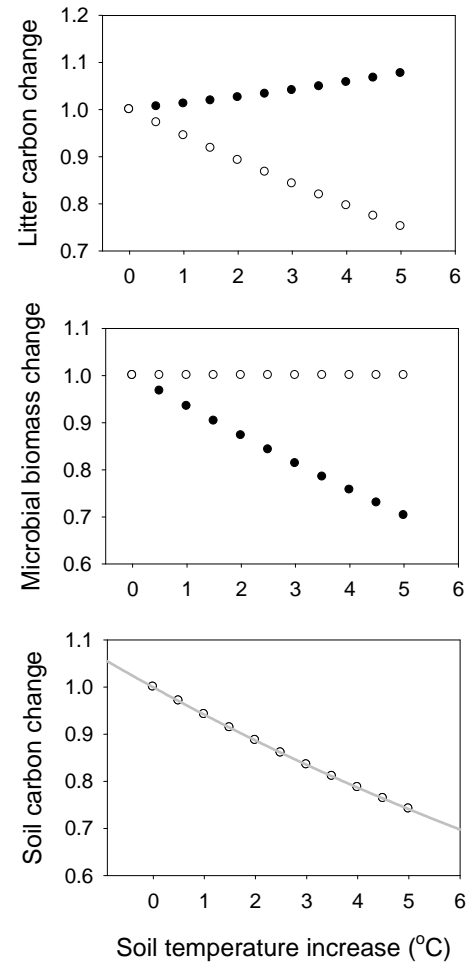 Litter carbon change
1.2
1.1
1.0
0.9
0.8
0.7
0 1 2 3 4 5 6
Microbial biomass change
1.1
1.0
0.9
0.8
0.7
0.6
0 1 2 3 4 5 6
Soil carbon change
1.1
1.0
0.9
0.8
0.7
0.6
0 1 2 3 4 5 6
Soil temperature increase (°C)